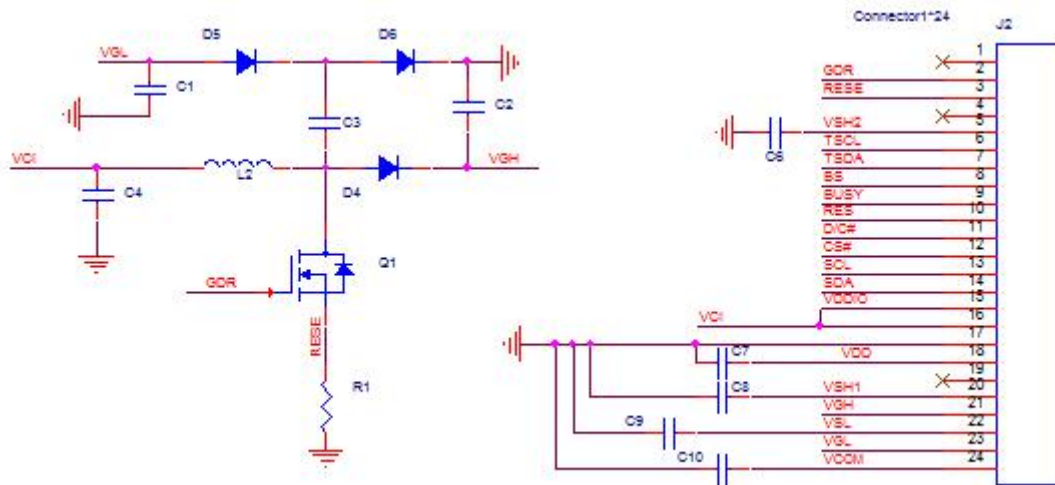 Connector1*24
J2
D5
D6
VGL
C1
C2
C3
VCI
L2
D4
VGH
C4
Q1
GDR
RESE
R1
1
2
GDR
3
RESE
4
5
VSH2
C6
6
TSCL
7
TSDA
8
BS
9
BUSY
10
RES
11
D/C#
12
CS#
13
SCL
14
SDA
15
VDDIO
16
VCI
17
C7
VDD
18
19
C8
VSH1
20
VGH
21
C9
VSL
22
VGL
23
C10
VCOM
24